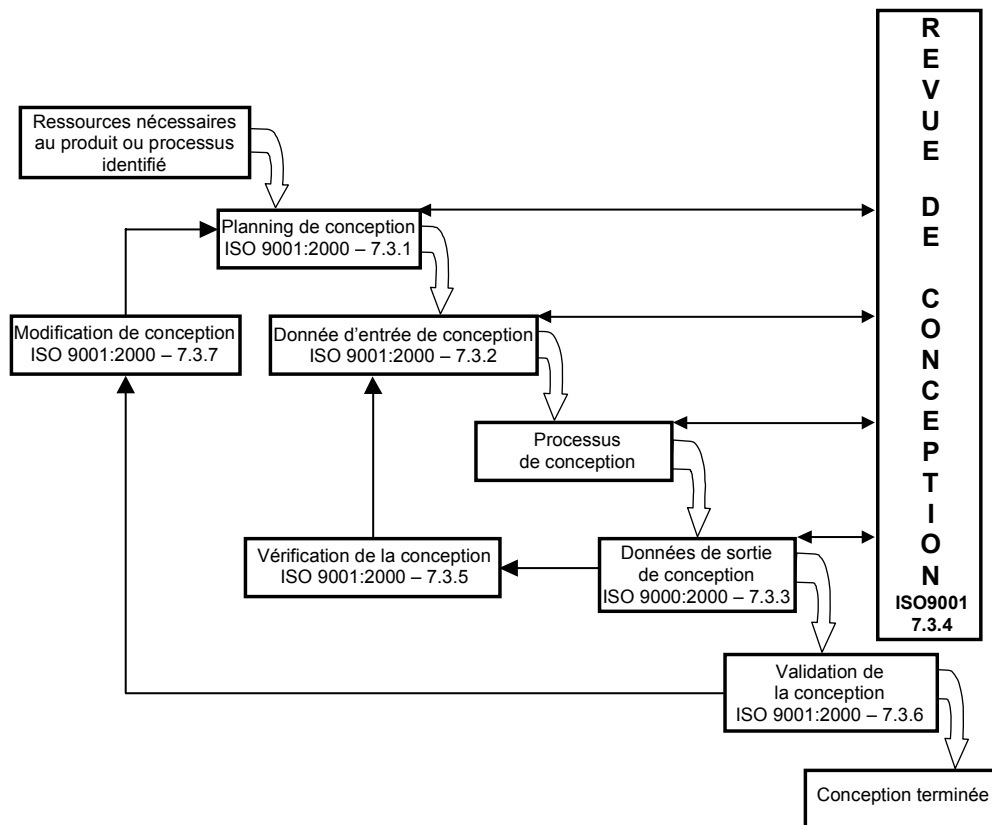 Ressources nécessaires
au produit ou processus
identifié
Planning de conception
ISO 9001:2000 – 7.3.1
Modification de conception
ISO 9001:2000 – 7.3.7
Donnée d'entrée de conception
ISO 9001:2000 – 7.3.2
Processus
de conception
Vérification de la conception
ISO 9001:2000 – 7.3.5
Données de sortie
de conception
ISO 9000:2000 – 7.3.3
Validation de
la conception
ISO 9001:2000 – 7.3.6
Conception terminée
REVUE DE CONCEPTION
ISO9001
7.3.4